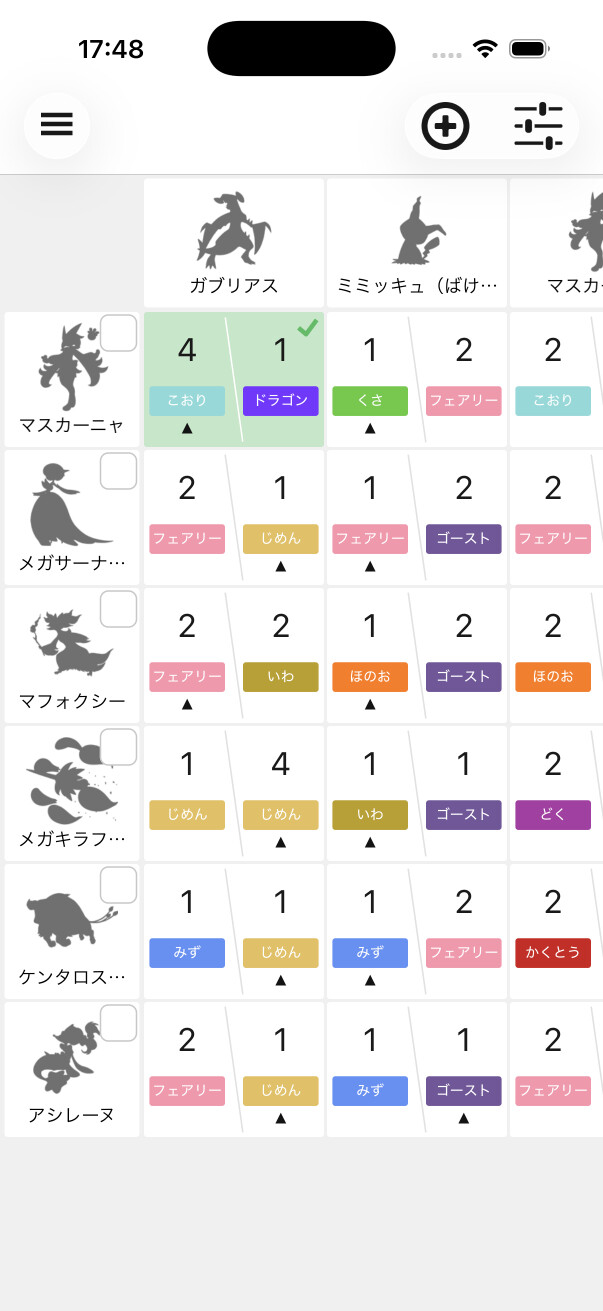 17:48
ガブリアス ミミッキュ（ばけ… マスカ
4 1 1 2 2
こおり ドラゴン くさ フェアリー こおり
▲ ▲
マスカーニャ
2 1 1 2 2
フェアリー じめん フェアリー ゴースト フェアリー
▲ ▲
メガサーナ…
2 2 1 2 2
フェアリー いわ ほのお ゴースト ほのお
▲ ▲
マフォクシー
1 4 1 1 2
じめん じめん いわ ゴースト どく
▲ ▲
メガキラフ…
1 1 1 2 2
みず じめん みず フェアリー かくとう
▲ ▲
ケンタロス…
2 1 1 1 2
フェアリー じめん みず ゴースト フェアリー
▲ ▲
アシレーヌ